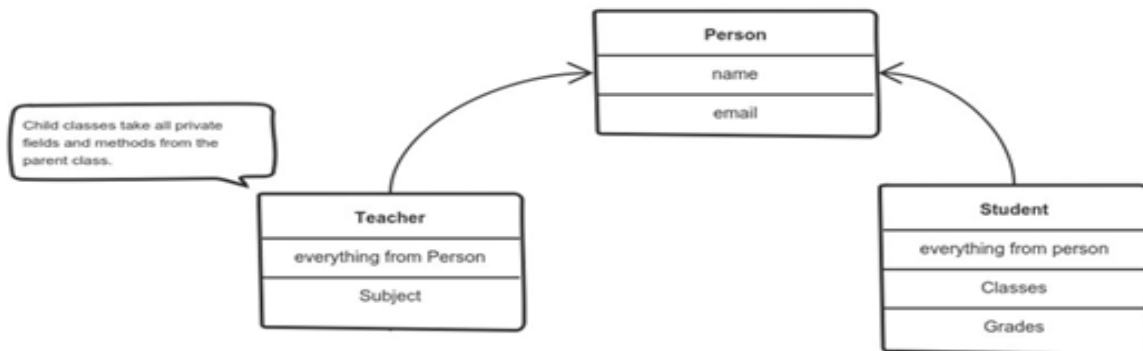 Person
name
email
Child classes take all private
fields and methods from the
parent class.
Teacher
everything from Person
Subject
Student
everything from person
Classes
Grades